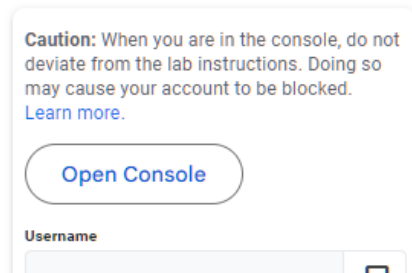 Caution: When you are in the console, do not
deviate from the lab instructions. Doing so
may cause your account to be blocked.
Learn more.
Open Console
Username